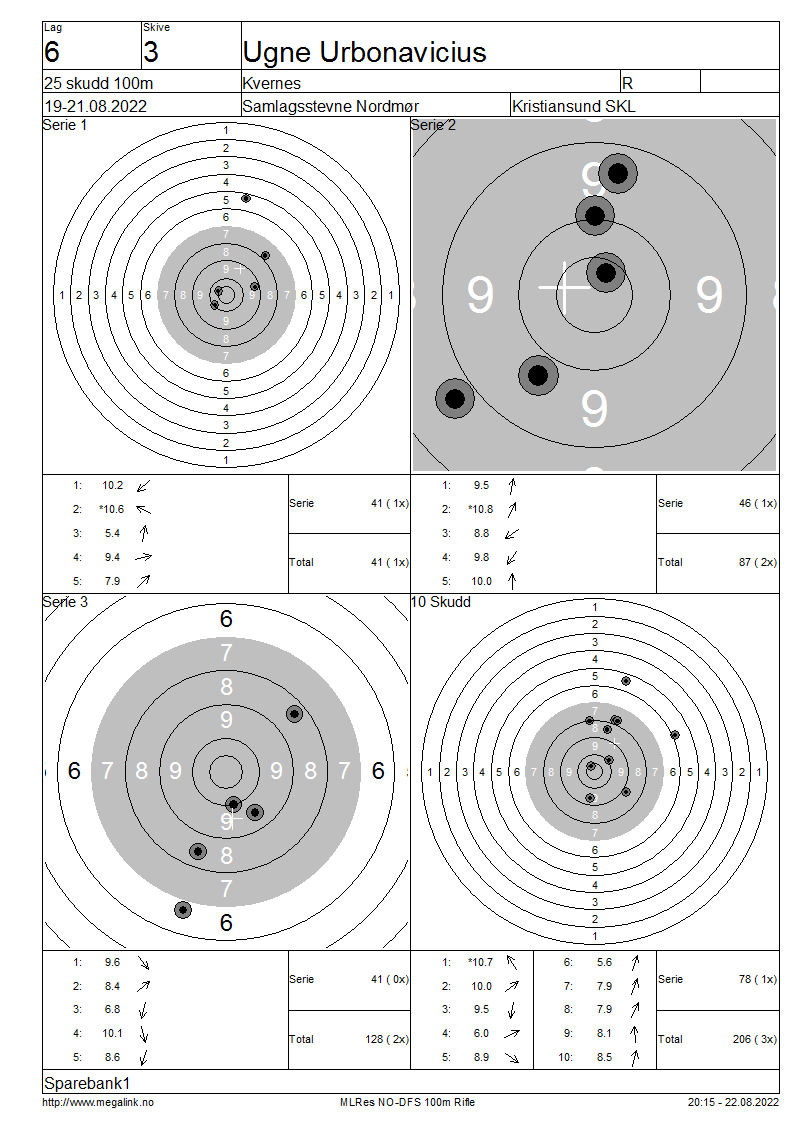 Lag Skive
6 3 Ugne Urbonavicius
25 skudd 100m Kvernes R
19-21.08.2022 Samlagsstevne Nordmør Kristiansund SKL
Serie 1
1
2
3
4
5
6
7
8
9
1 2 3 4 5 6 7 8 9 9 8 7 6 5 4 3 2 1
9
8
7
6
5
4
3
2
1
1: 10.2
2: *10.6
3: 5.4
4: 9.4
5: 7.9
Serie 41 ( 1x)
Total 41 ( 1x)
Serie 2
9
9 9
9
1: 9.5
2: *10.8
3: 8.8
4: 9.8
5: 10.0
Serie 46 ( 1x)
Total 87 ( 2x)
Serie 3
6
7
8
9
6 7 8 9 9 8 7 6
9
8
7
6
1: 9.6
2: 8.4
3: 6.8
4: 10.1
5: 8.6
Serie 41 ( 0x)
Total 128 ( 2x)
10 Skudd
1
2
3
4
5
6
7
8
9
1 2 3 4 5 6 7 8 9 9 8 7 6 5 4 3 2 1
9
8
7
6
5
4
3
2
1
1: *10.7 6: 5.6
2: 10.0 7: 7.9
3: 9.5 8: 7.9
4: 6.0 9: 8.1
5: 8.9 10: 8.5
Serie 78 ( 1x)
Total 206 ( 3x)
Sparebank1
http://www.megalink.no MLRes NO-DFS 100m Rifle 20:15 - 22.08.2022